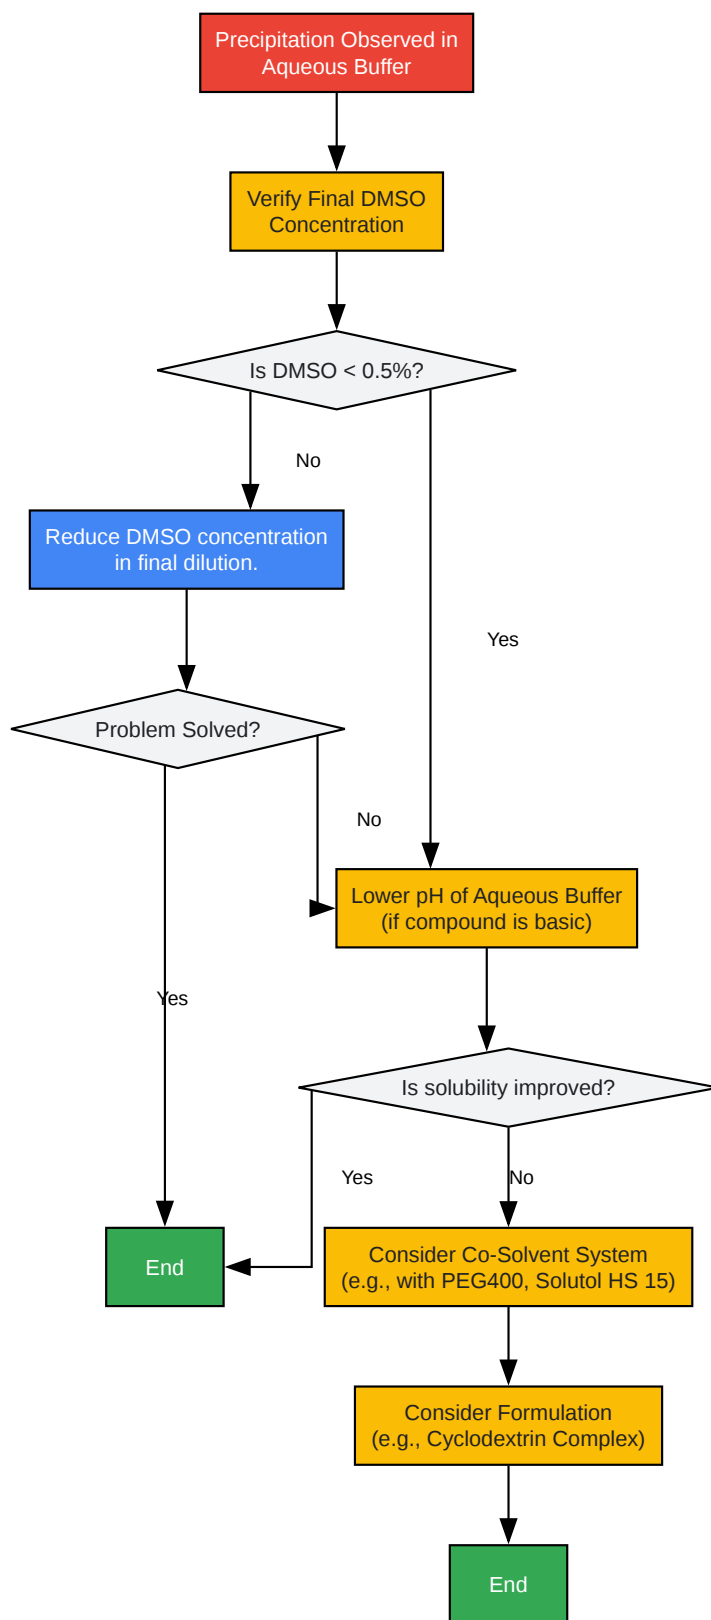 Precipitation Observed in
Aqueous Buffer
Verify Final DMSO
Concentration
Is DMSO < 0.5%?
No
Reduce DMSO concentration
in final dilution.
Yes
Problem Solved?
No
Lower pH of Aqueous Buffer
(if compound is basic)
Yes
Is solubility improved?
Yes
No
End
Consider Co-Solvent System
(e.g., with PEG400, Solutol HS 15)
Consider Formulation
(e.g., Cyclodextrin Complex)
End